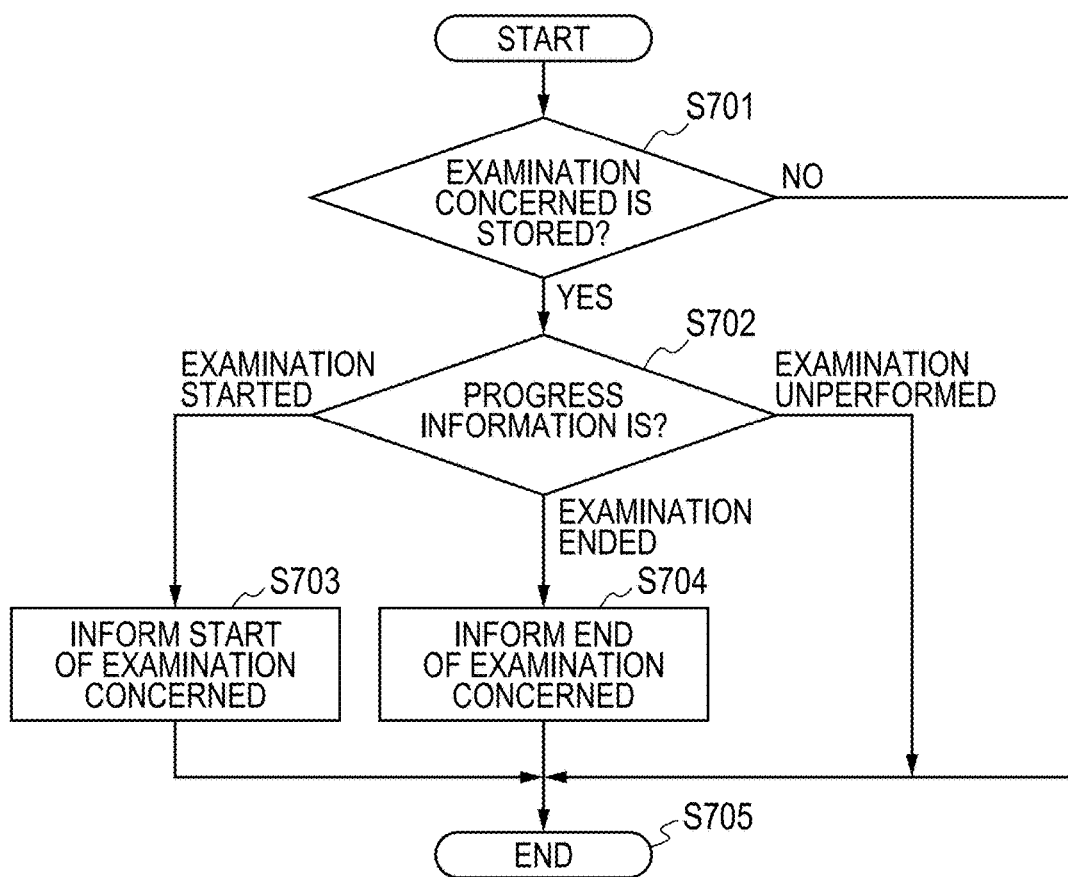 START
S701
EXAMINATION
CONCERNED IS
STORED?
NO
YES
S702
EXAMINATION
STARTED
PROGRESS
INFORMATION IS?
EXAMINATION
UNPERFORMED
EXAMINATION
ENDED
S703
INFORM START
OF EXAMINATION
CONCERNED
S704
INFORM END
OF EXAMINATION
CONCERNED
S705
END